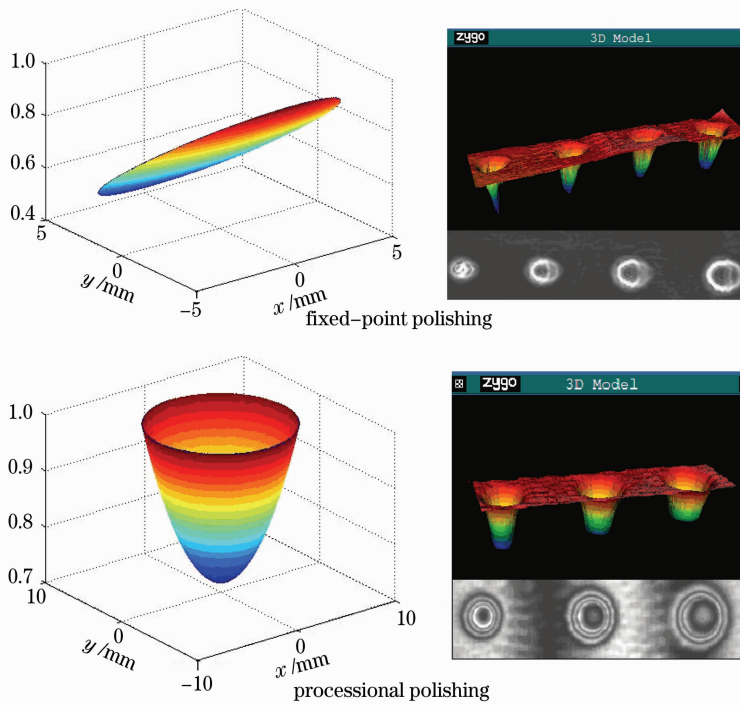 zygo 3D Model
1.0
0.8
0.6
0.4
5
0
y /mm
-5
0
x /mm
5
fixed-point polishing
zygo 3D Model
1.0
0.9
0.8
0.7
10
0
y /mm
-10
0
x /mm
10
processional polishing